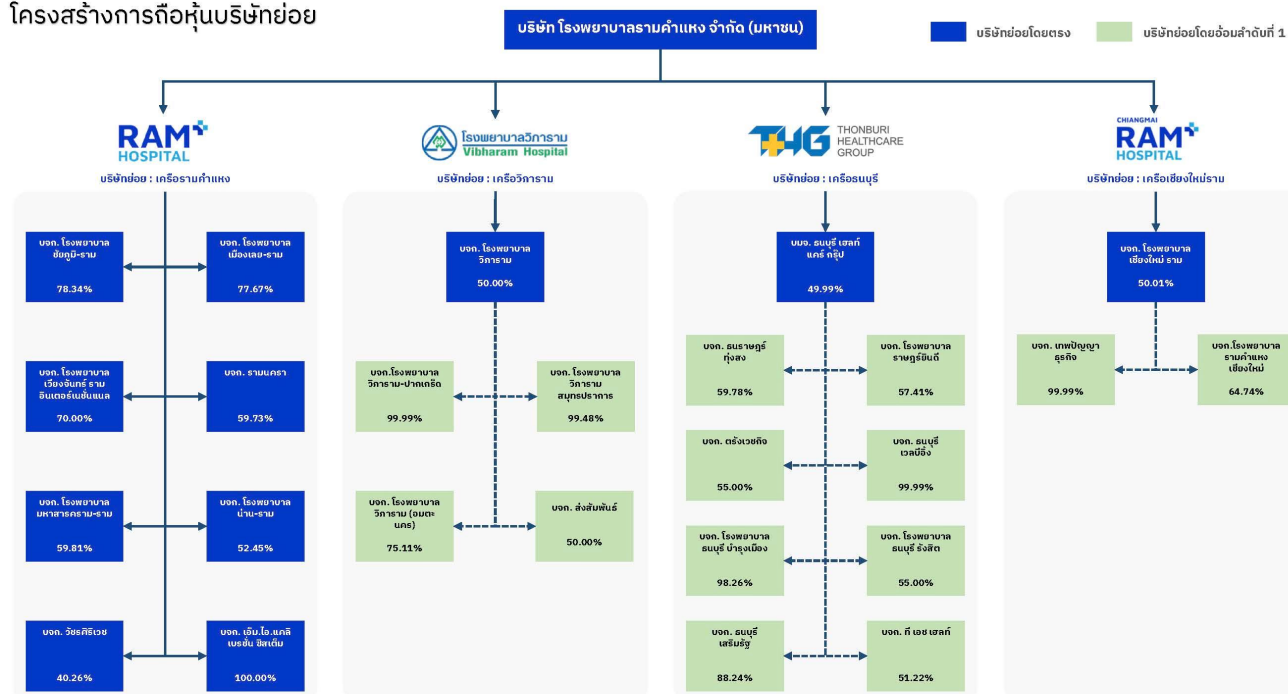 โครงสร้างการถือหุ้นบริษัทย่อย
บริษัท โรงพยาบาลรามคำแหง จำกัด (มหาชน)
บริษัทย่อยโดยตรง
บริษัทย่อยโดยอ้อมลำดับที่ 1
RAM
HOSPITAL
บริษัทย่อย : เครือรามคำแหง
บจก. โรงพยาบาล
ชัยภูมิ-ราม
78.34%
บจก. โรงพยาบาล
เมืองเลย-ราม
77.67%
บจก. โรงพยาบาล
เวียงจันทร์ ราม
อินเตอร์เนชั่นแนล
70.00%
บจก. รามนครา
59.73%
บจก. โรงพยาบาล
มหาสารคราม-ราม
59.81%
บจก. โรงพยาบาล
น่าน-ราม
52.45%
บจก. วัชรศิริเวช
40.26%
บจก. เอ็ม.ไอ.แคลิ
เบรชั่น ซิสเต็ม
100.00%
โรงพยาบาลวิภาราม
Vibharam Hospital
บริษัทย่อย : เครือวิภาราม
บจก. โรงพยาบาล
วิภาราม
50.00%
บจก.โรงพยาบาล
วิภาราม-ปากเกร็ด
99.99%
บจก. โรงพยาบาล
วิภาราม
สมุทรปราการ
99.48%
บจก. โรงพยาบาล
วิภาราม (อมตะ
นคร)
75.11%
บจก. ส่งสัมพันธ์
50.00%
THG
THONBURI
HEALTHCARE
GROUP
บริษัทย่อย : เครือธนบุรี
บมจ. ธนบุรี เฮลท์
แคร์ กรุ๊ป
49.99%
บจก. ธนราษฎร์
ทุ่งสง
59.78%
บจก. โรงพยาบาล
ราษฎร์ยินดี
57.41%
บจก. ตรังเวชกิจ
55.00%
บจก. ธนบุรี
เวลบีอิ้ง
99.99%
บจก. โรงพยาบาล
ธนบุรี บำรุงเมือง
98.26%
บจก. โรงพยาบาล
ธนบุรี รังสิต
55.00%
บจก. ธนบุรี
เสริมรัฐ
88.24%
บจก. ที เอช เฮลท์
51.22%
CHIANGMAI
RAM
HOSPITAL
บริษัทย่อย : เครือเชียงใหม่ราม
บจก. โรงพยาบาล
เชียงใหม่ ราม
50.01%
บจก. เทพปัญญา
ธุรกิจ
99.99%
บจก.โรงพยาบาล
รามคำแหง
เชียงใหม่
64.74%